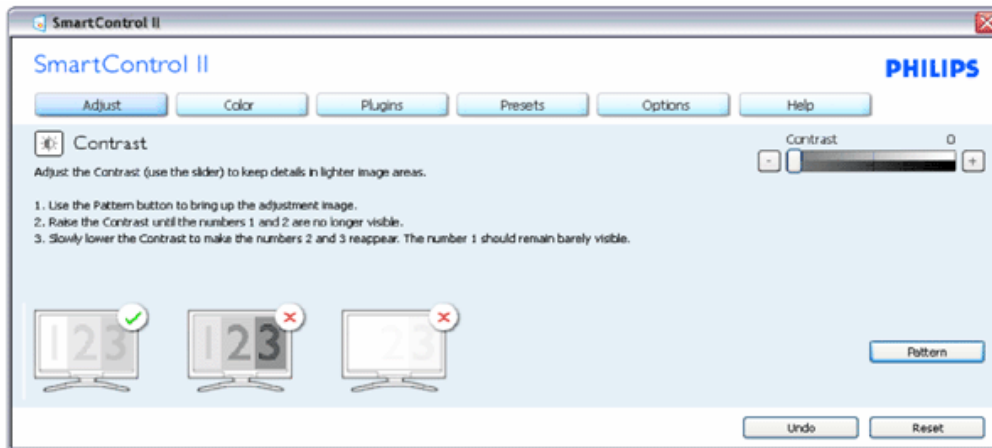 SmartControl II
SmartControl II
PHILIPS
Adjust Color Plugins Presets Options Help
Contrast
Contrast 0
Adjust the Contrast (use the slider) to keep details in lighter image areas.
- +
1. Use the Pattern button to bring up the adjustment image.
2. Raise the Contrast until the numbers 1 and 2 are no longer visible.
3. Slowly lower the Contrast to make the numbers 2 and 3 reappear. The number 1 should remain barely visible.
123 123 23
Pattern
Undo Reset